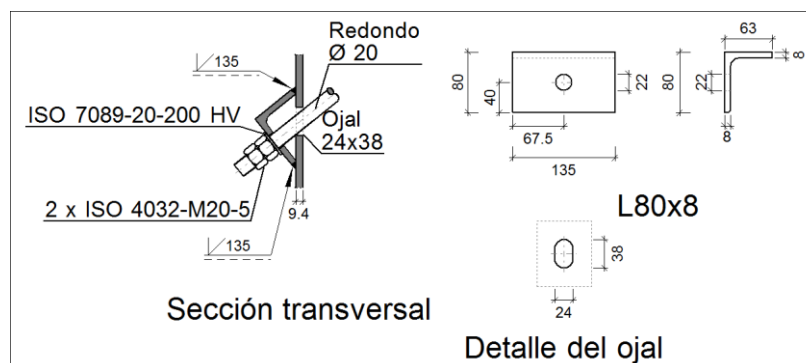 135
Redondo
Ø 20
ISO 7089-20-200 HV
Ojal
24x38
2 x ISO 4032-M20-5
9.4
135
Sección transversal
80
40
67.5
135
22
63
8
80
22
8
L80x8
38
24
Detalle del ojal